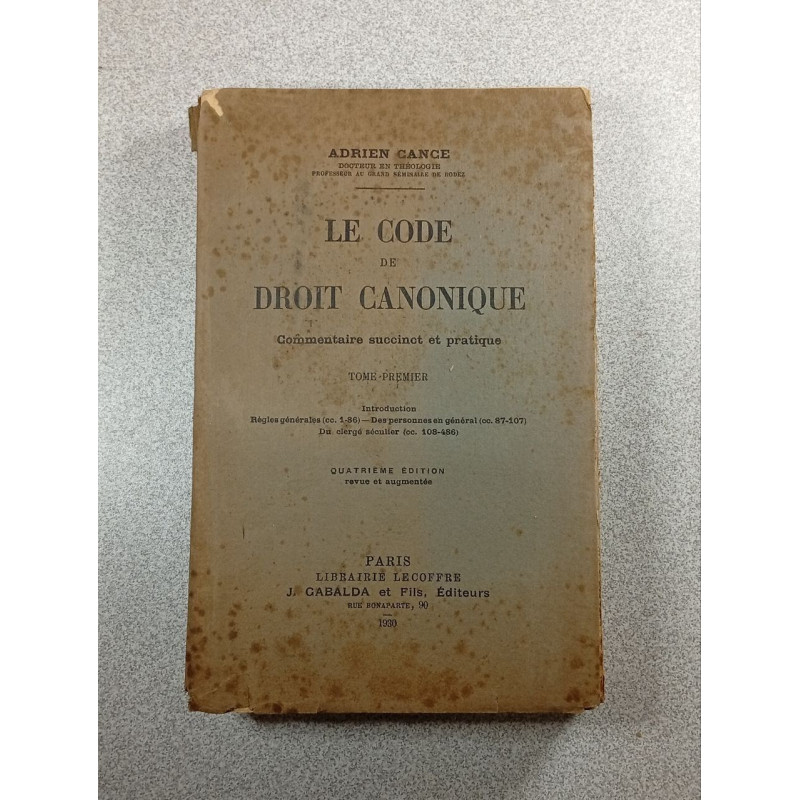 ADRIEN CANCE
DOCTEUR EN THÉOLOGIE
PROFESSEUR AU GRAND SÉMINAIRE DE RODEZ
LE CODE
DE
DROIT CANONIQUE
Commentaire succinct et pratique
TOME PREMIER
Introduction
Règles générales (cc. 1-86) — Des personnes en général (cc. 87-107)
Du clergé séculier (cc. 108-486)
QUATRIÈME ÉDITION
revue et augmentée
PARIS
LIBRAIRIE LECOFFRE
J. GABALDA et Fils, Éditeurs
RUE BONAPARTE, 90
1930